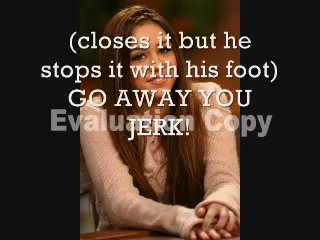 (closes it but he
stops it with his foot)
GO AWAY YOU
JERK!
Evaluation Copy